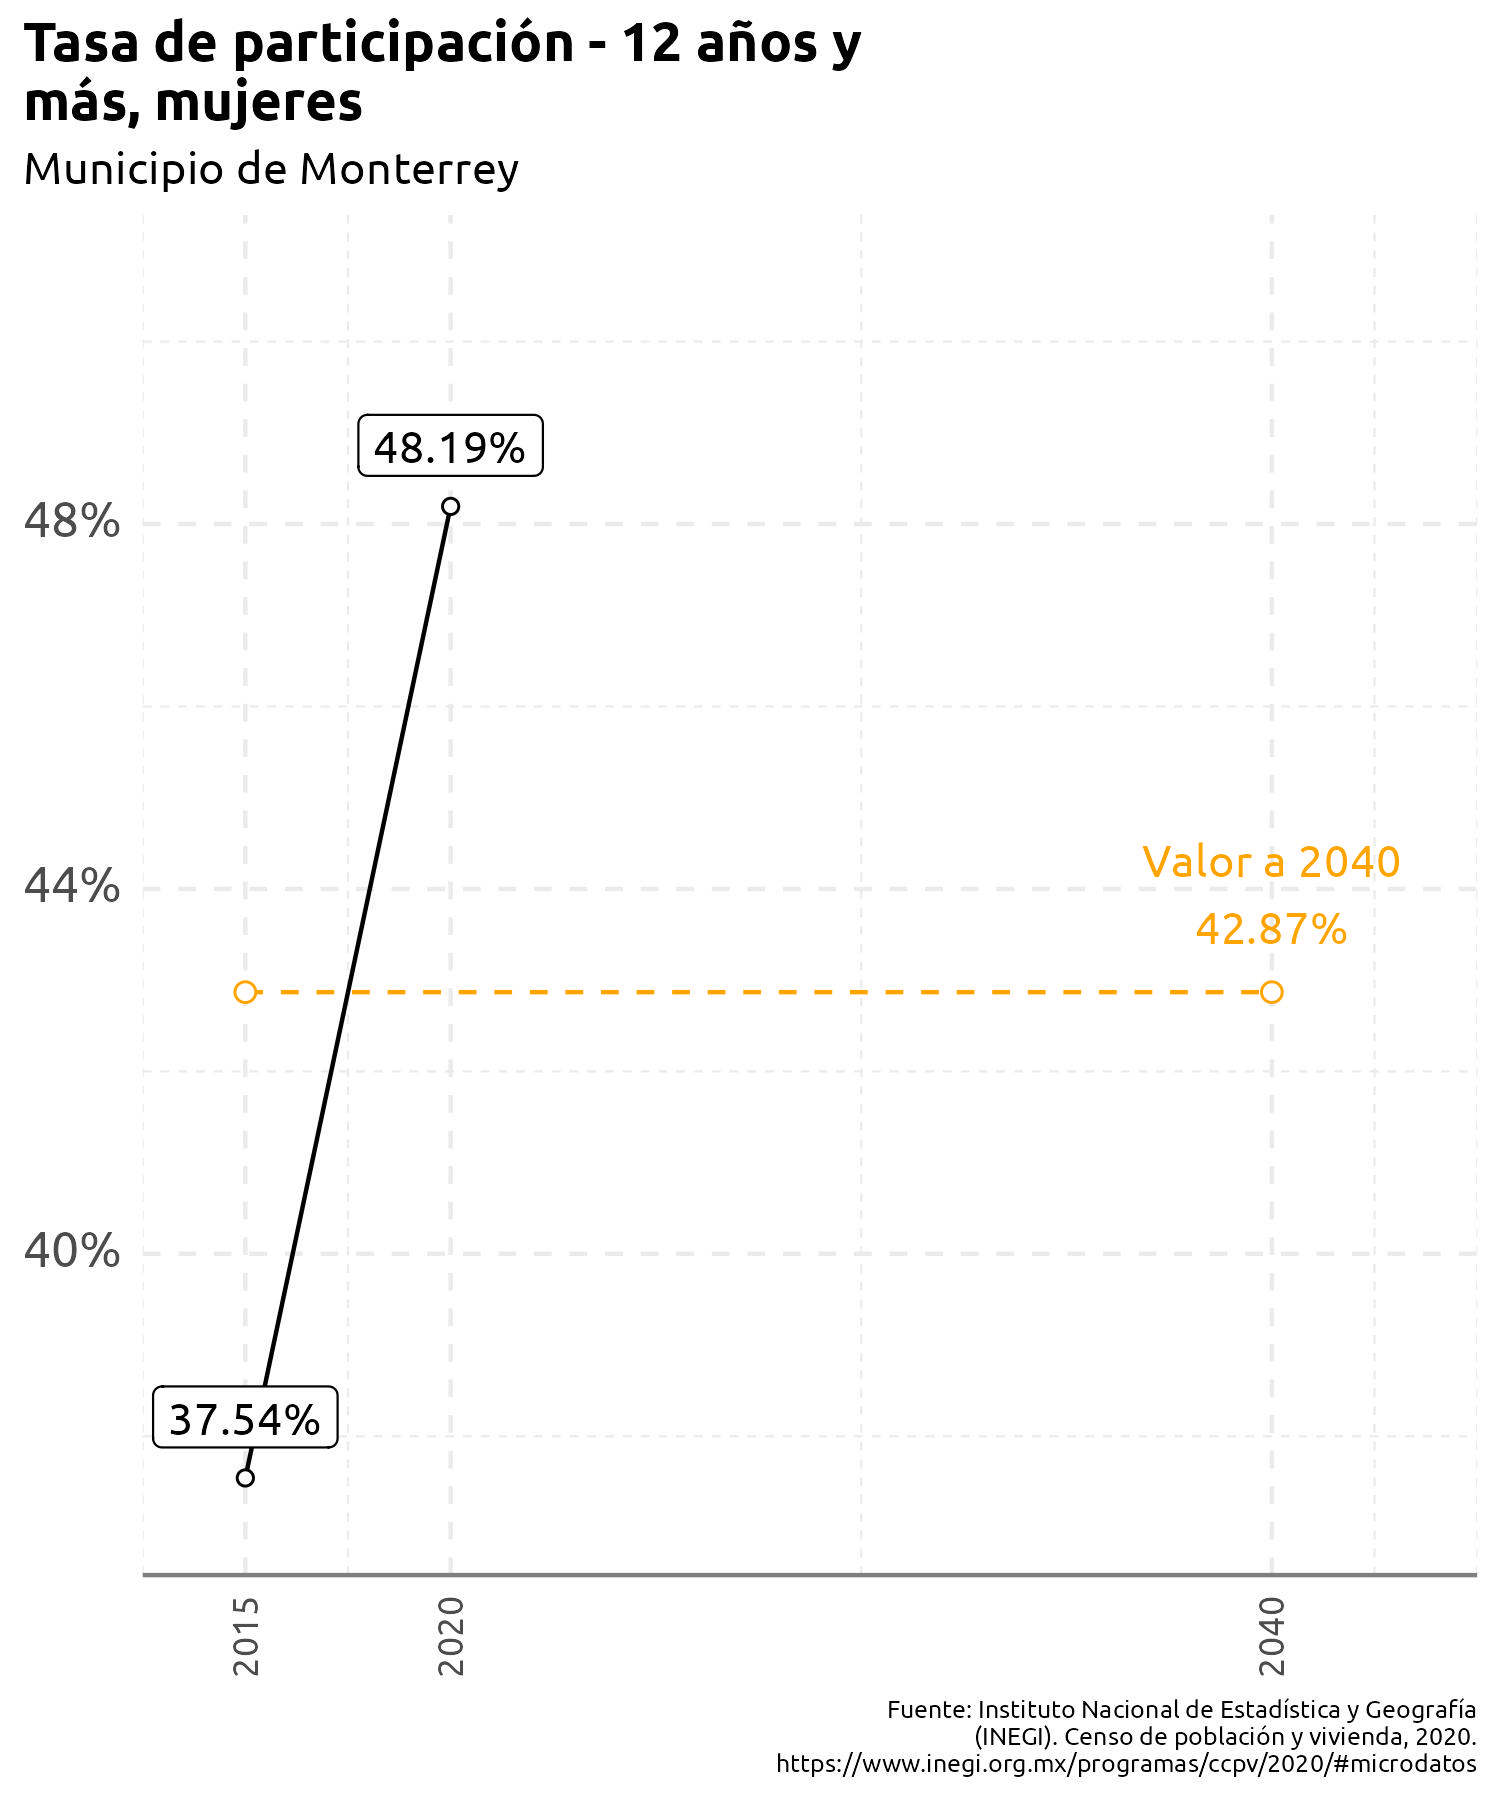 Tasa de participación - 12 años y
más, mujeres
Municipio de Monterrey
48.19%
48%
Valor a 2040
44%
42.87%
40%
37.54%
2015
2020
2040
Fuente: Instituto Nacional de Estadística y Geografía
(INEGI). Censo de población y vivienda, 2020.
https://www.inegi.org.mx/programas/ccpv/2020/#microdatos